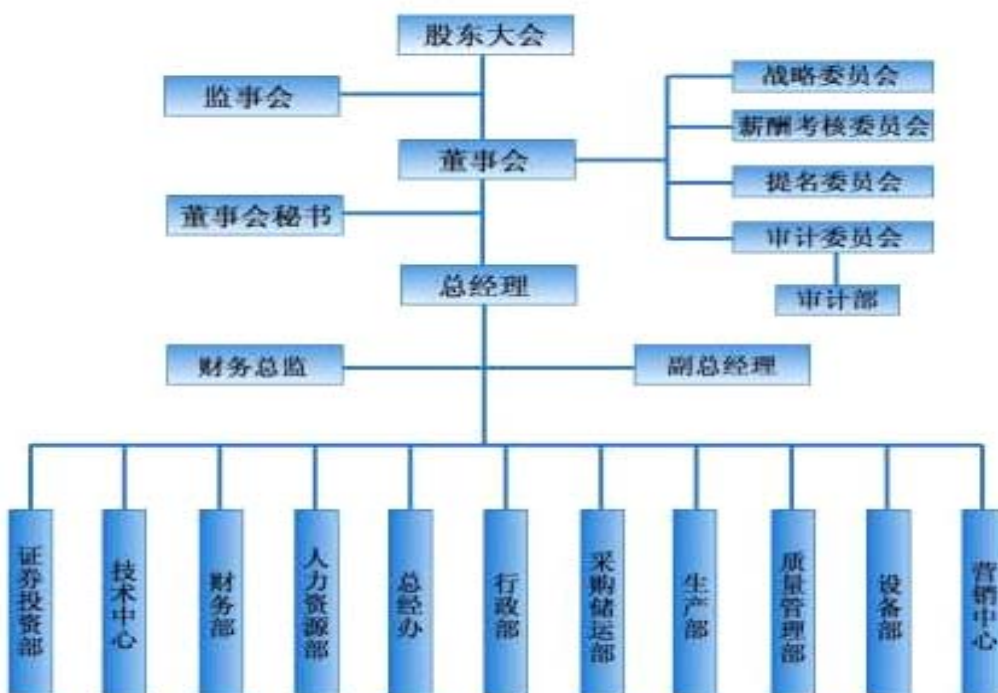 股东大会
监事会
战略委员会
薪酬考核委员会
董事会
提名委员会
董事会秘书
审计委员会
总经理
审计部
财务总监
副总经理
证券投资部
技术中心
财务部
人力资源部
总经办
行政部
采购储运部
生产部
质量管理部
设备部
营销中心